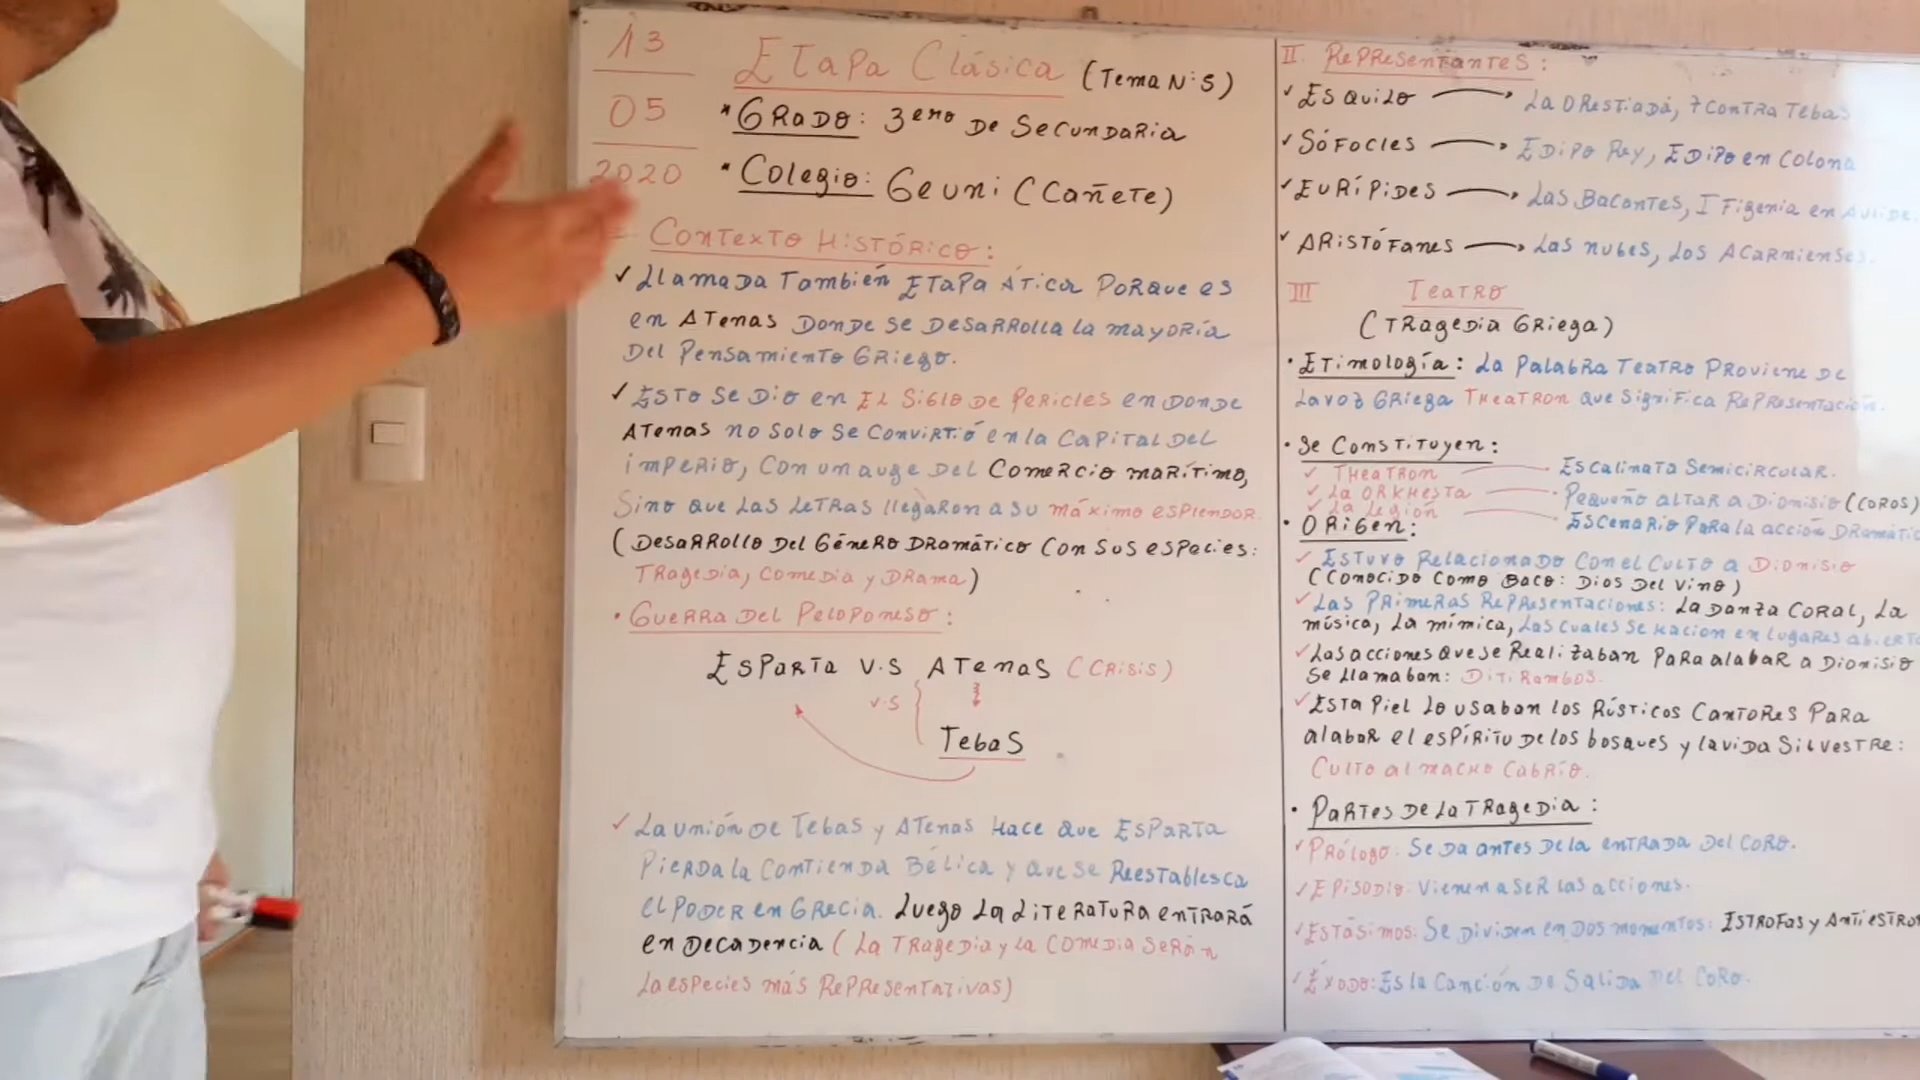 13
05
2020
Etapa Clásica (Tema N:5)
* Grado: 3ero de Secundaria
* Colegio: Geuni (Cañete)
Contexto Histórico:
✓ Llamada También Etapa Ática Porque es
en Atenas Donde se Desarrolla la mayoría
Del Pensamiento Griego.
✓ Esto se dio en El Siglo de Pericles en donde
Atenas no solo se convirtió en la Capital del
imperio, con un auge del Comercio marítimo,
Sino que las Letras llegaron a su máximo esplendor.
(Desarrollo del Género Dramático con sus especies:
Tragedia, Comedia y Drama)
• Guerra del Peloponeso:
Esparta V.S Atenas (Crisis)
V.S
Tebas
✓ La unión de Tebas y Atenas Hace que Esparta
Pierda la Contienda Bélica y que se Reestablesca
el Poder en Grecia. Luego la Literatura entrará
en Decadencia (La Tragedia y la Comedia serán
la especies más Representativas)
II. Representantes:
✓ Esquilo → La Orestiada, 7 Contra Tebas
✓ Sófocles → Edipo Rey, Edipo en Colona
✓ Eurípides → Las Bacantes, Ifigenia en Aulide.
✓ Aristófanes → Las nubes, Los Acarnienses.
III Teatro
(Tragedia Griega)
• Etimología: La Palabra Teatro Proviene de
la voz Griega Theatron que significa Representación.
• Se Constituyen:
✓ Theatron Escalinata Semicircular.
✓ La Orkhesta Pequeño altar a Dionisio (Coros)
✓ La Legión Escenario para la acción Dramátic
• Origen:
✓ Estuvo Relacionado con el Culto a Dionisio
(Conocido como Baco: Dios del Vino)
✓ Las Primeras Representaciones: La danza Coral, La
música, La mímica, Las cuales se hacion en lugares abierto
✓ Las acciones que se Realizaban para alabar a Dionisio
se llamaban: Ditirambos.
✓ Esta Piel lo usaban los Rústicos Cantores Para
alabar el espíritu de los bosques y la vida Silvestre:
Culto al macho Cabrío.
• Partes de la Tragedia:
✓ Prólogo: Se da antes de la entrada del Coro.
✓ Episodio: Vienen a ser las acciones.
✓ Estásimos: Se dividen en dos momentos: Estrofas y Antiestrof
✓ Éxodo: Es la Canción de Salida del Coro.